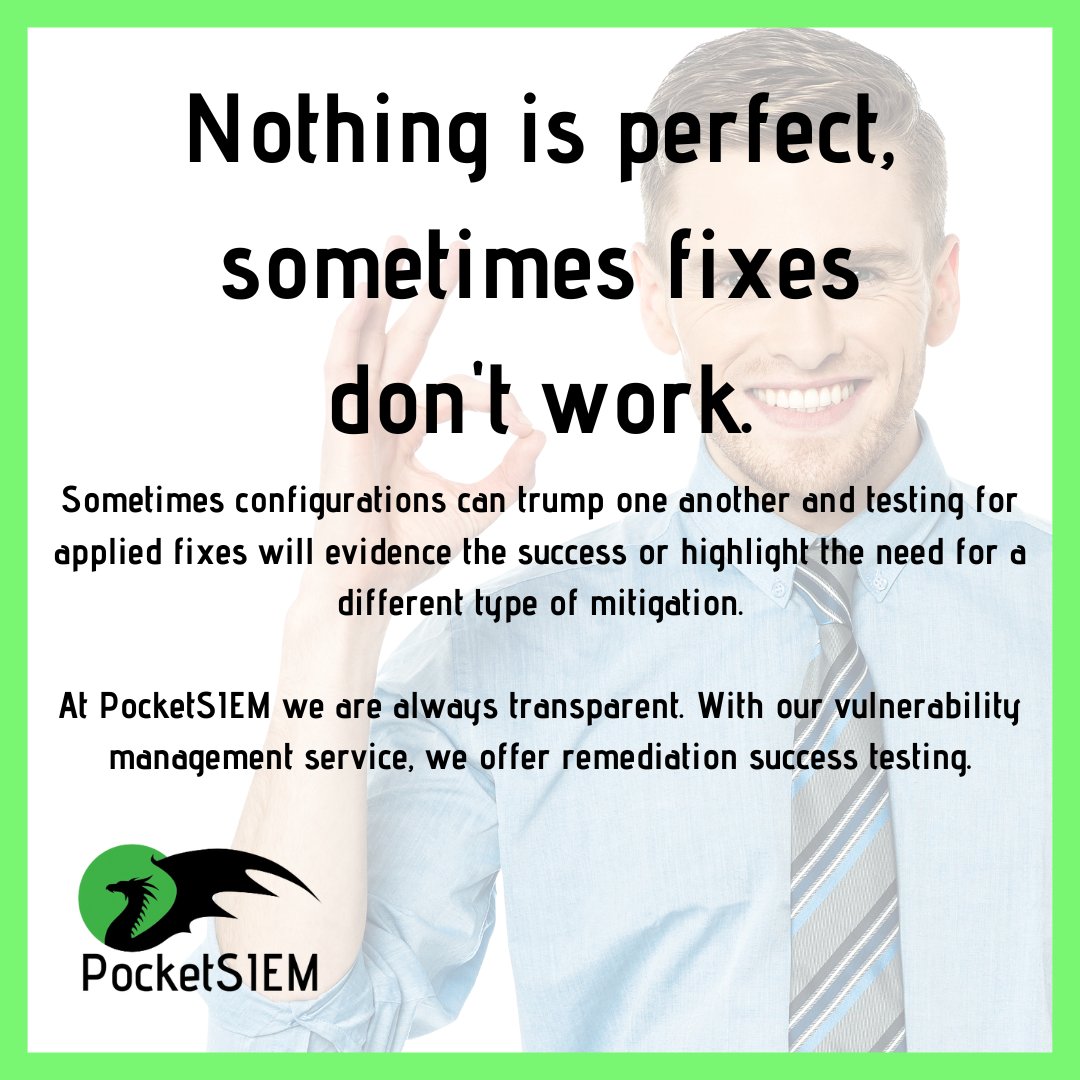 Nothing is perfect,
sometimes fixes
don't work.
Sometimes configurations can trump one another and testing for
applied fixes will evidence the success or highlight the need for a
different type of mitigation.
At PocketSIEM we are always transparent. With our vulnerability
management service, we offer remediation success testing.
PocketSIEM